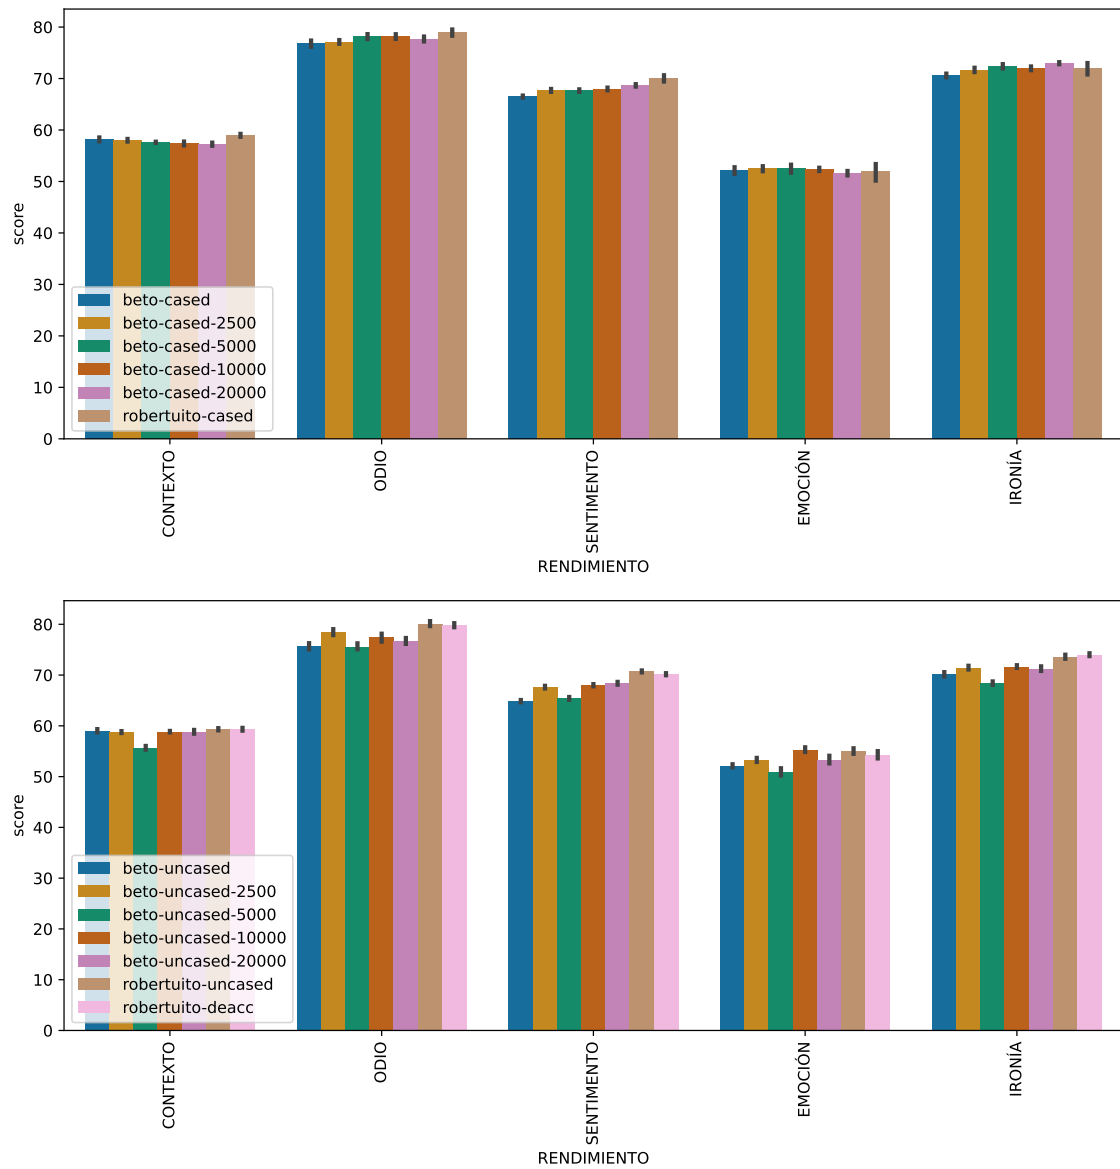 80
70
60
50
40
30
20
10
0
score
beto-cased
beto-cased-2500
beto-cased-5000
beto-cased-10000
beto-cased-20000
robertuito-cased
CONTEXTO
ODIO
SENTIMENTO
EMOCIÓN
IRONÍA
RENDIMIENTO
80
70
60
50
40
30
20
10
0
score
beto-uncased
beto-uncased-2500
beto-uncased-5000
beto-uncased-10000
beto-uncased-20000
robertuito-uncased
robertuito-deacc
CONTEXTO
ODIO
SENTIMENTO
EMOCIÓN
IRONÍA
RENDIMIENTO